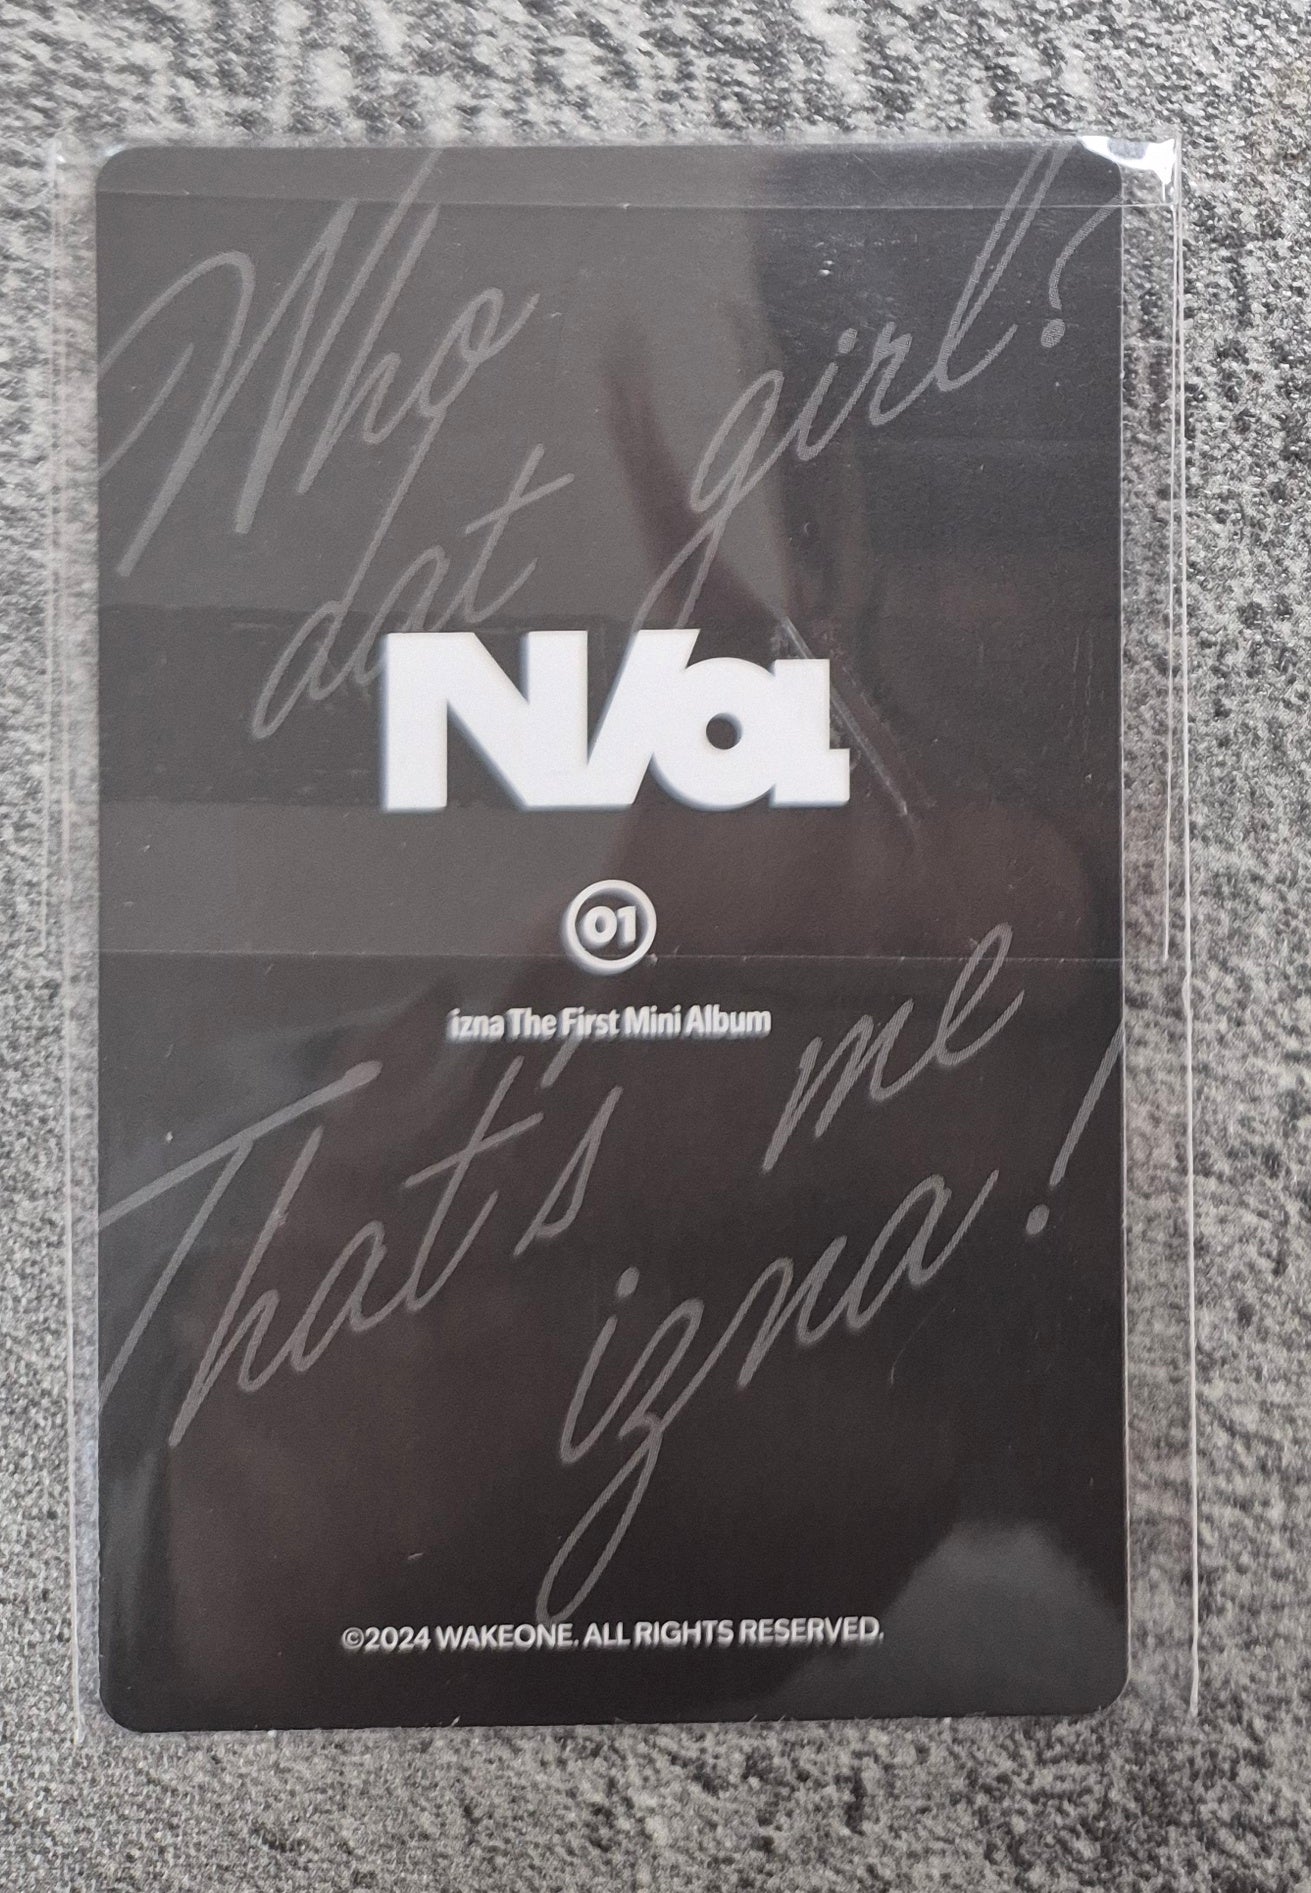 Who
dat girl?
N/a
01
izna The First Mini Album
That's me
izna!
©2024 WAKEONE. ALL RIGHTS RESERVED.